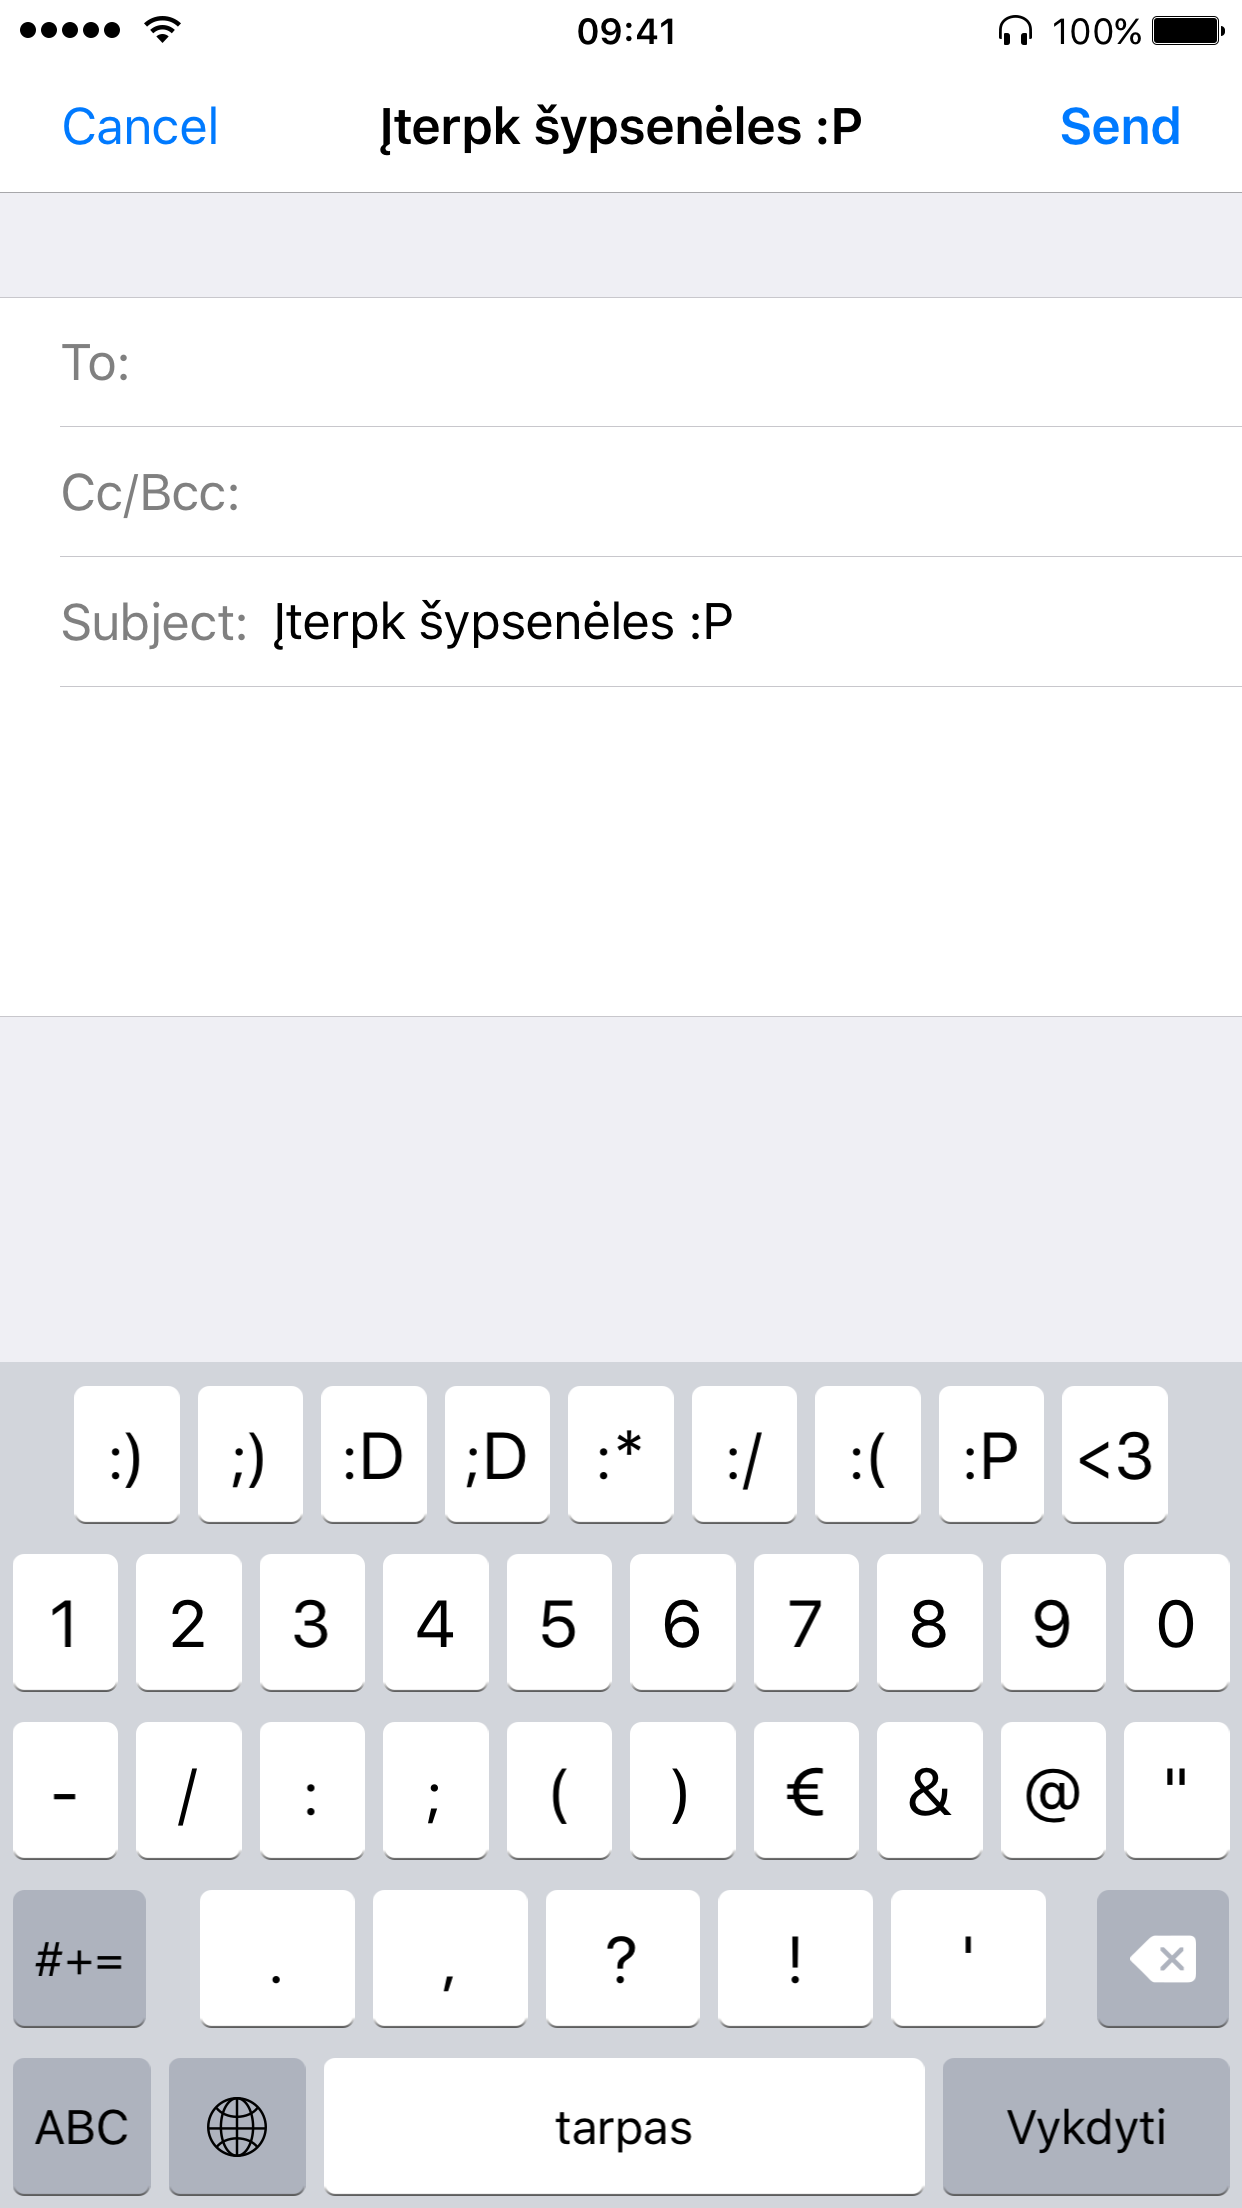 09:41 100%
Cancel Įterpk šypsenėles :P Send
To:
Cc/Bcc:
Subject: Įterpk šypsenėles :P
:) ;) :D ;D :* :/ :( :P <3
1 2 3 4 5 6 7 8 9 0
- / : ; ( ) € & @ "
#+= . , ? ! '
ABC tarpas Vykdyti